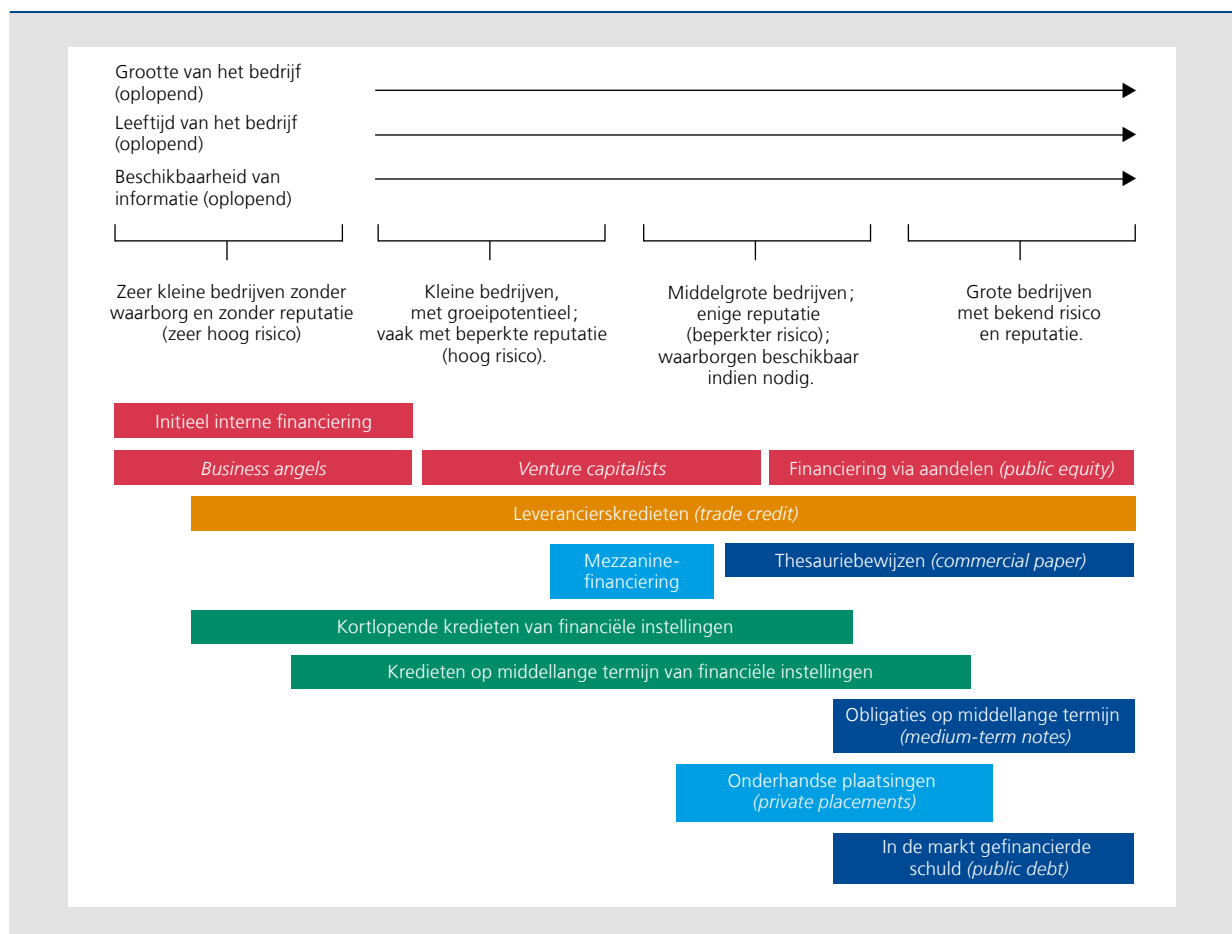 Grootte van het bedrijf
(oplopend)
Leeftijd van het bedrijf
(oplopend)
Beschikbaarheid van
informatie (oplopend)
Zeer kleine bedrijven zonder
waarborg en zonder reputatie
(zeer hoog risico)
Kleine bedrijven,
met groeipotentieel;
vaak met beperkte reputatie
(hoog risico).
Middelgrote bedrijven;
enige reputatie
(beperkter risico);
waarborgen beschikbaar
indien nodig.
Grote bedrijven
met bekend risico
en reputatie.
Initieel interne financiering
Business angels
Venture capitalists
Financiering via aandelen (public equity)
Leverancierskredieten (trade credit)
Mezzanine-
financiering
Thesauriebewijzen (commercial paper)
Kortlopende kredieten van financiële instellingen
Kredieten op middellange termijn van financiële instellingen
Obligaties op middellange termijn
(medium-term notes)
Onderhandse plaatsingen
(private placements)
In de markt gefinancierde
schuld (public debt)